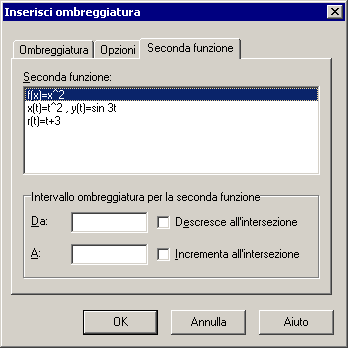 Inserisci ombreggiatura
Ombreggiatura Opzioni Seconda funzione
Seconda funzione:
f(x)=x^2
x(t)=t^2 , y(t)=sin 3t
r(t)=t+3
Intervallo ombreggiatura per la seconda funzione
Da: Descresce all'intersezione
A: Incrementa all'intersezione
OK Annulla Aiuto